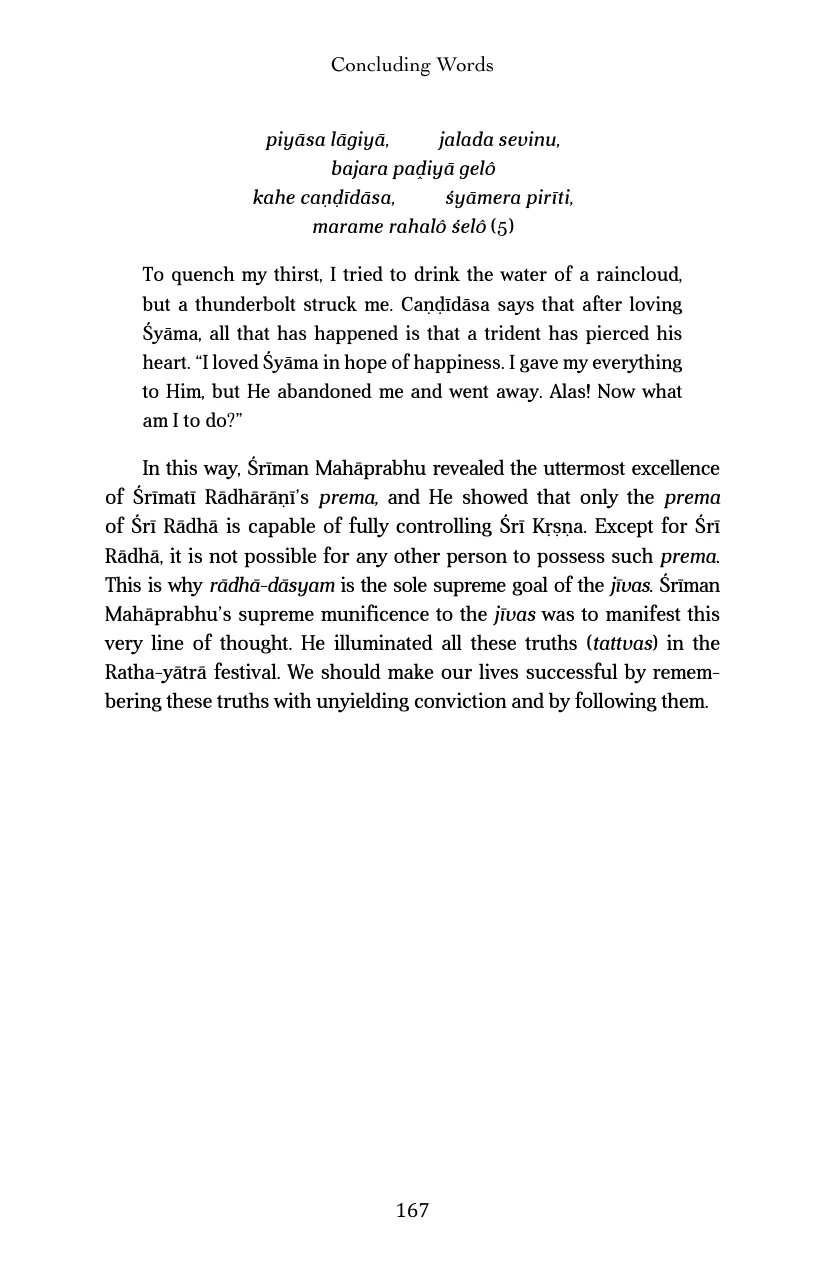 Concluding Words
piyāsa lāgiyā, jalada sevinu,
bajara paḓiyā gelô
kahe caṇḍīdāsa, śyāmera pirīti,
marame rahalô śelô (5)
To quench my thirst, I tried to drink the water of a raincloud,
but a thunderbolt struck me. Caṇḍīdāsa says that after loving
Śyāma, all that has happened is that a trident has pierced his
heart. “I loved Śyāma in hope of happiness. I gave my everything
to Him, but He abandoned me and went away. Alas! Now what
am I to do?”
In this way, Śrīman Mahāprabhu revealed the uttermost excellence
of Śrīmatī Rādhārāṇī’s prema, and He showed that only the prema
of Śrī Rādhā is capable of fully controlling Śrī Kṛṣṇa. Except for Śrī
Rādhā, it is not possible for any other person to possess such prema.
This is why rādhā-dāsyam is the sole supreme goal of the jīvas. Śrīman
Mahāprabhu’s supreme munificence to the jīvas was to manifest this
very line of thought. He illuminated all these truths (tattvas) in the
Ratha-yātrā festival. We should make our lives successful by remem-
bering these truths with unyielding conviction and by following them.
167